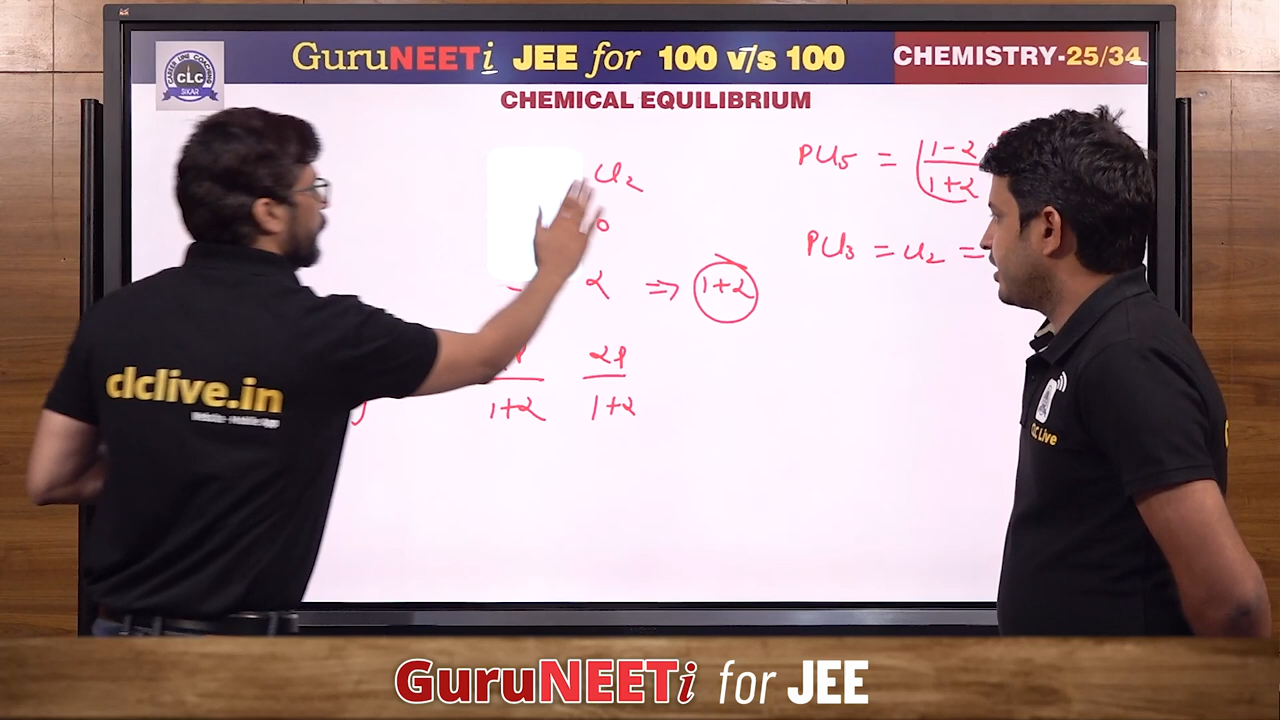 GuruNEETi JEE for 100 v/s 100
CHEMISTRY-25/34
CLC
SIKAR
CHEMICAL EQUILIBRIUM
Cl2
0
α ⇒ 1+α
αP
1+α 1+α
PCl5 = 1-α
1+α
PCl3 = Cl2 =
clclive.in
CLC Live
GuruNEETi for JEE